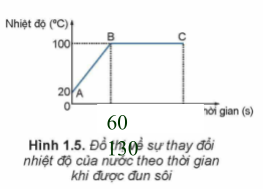 Nhiệt độ (ºC)
100
B
C
20
A
0
hời gian (s)
60
130
Hình 1.5. Đồ thị về sự thay đổi
nhiệt độ của nước theo thời gian
khi được đun sôi